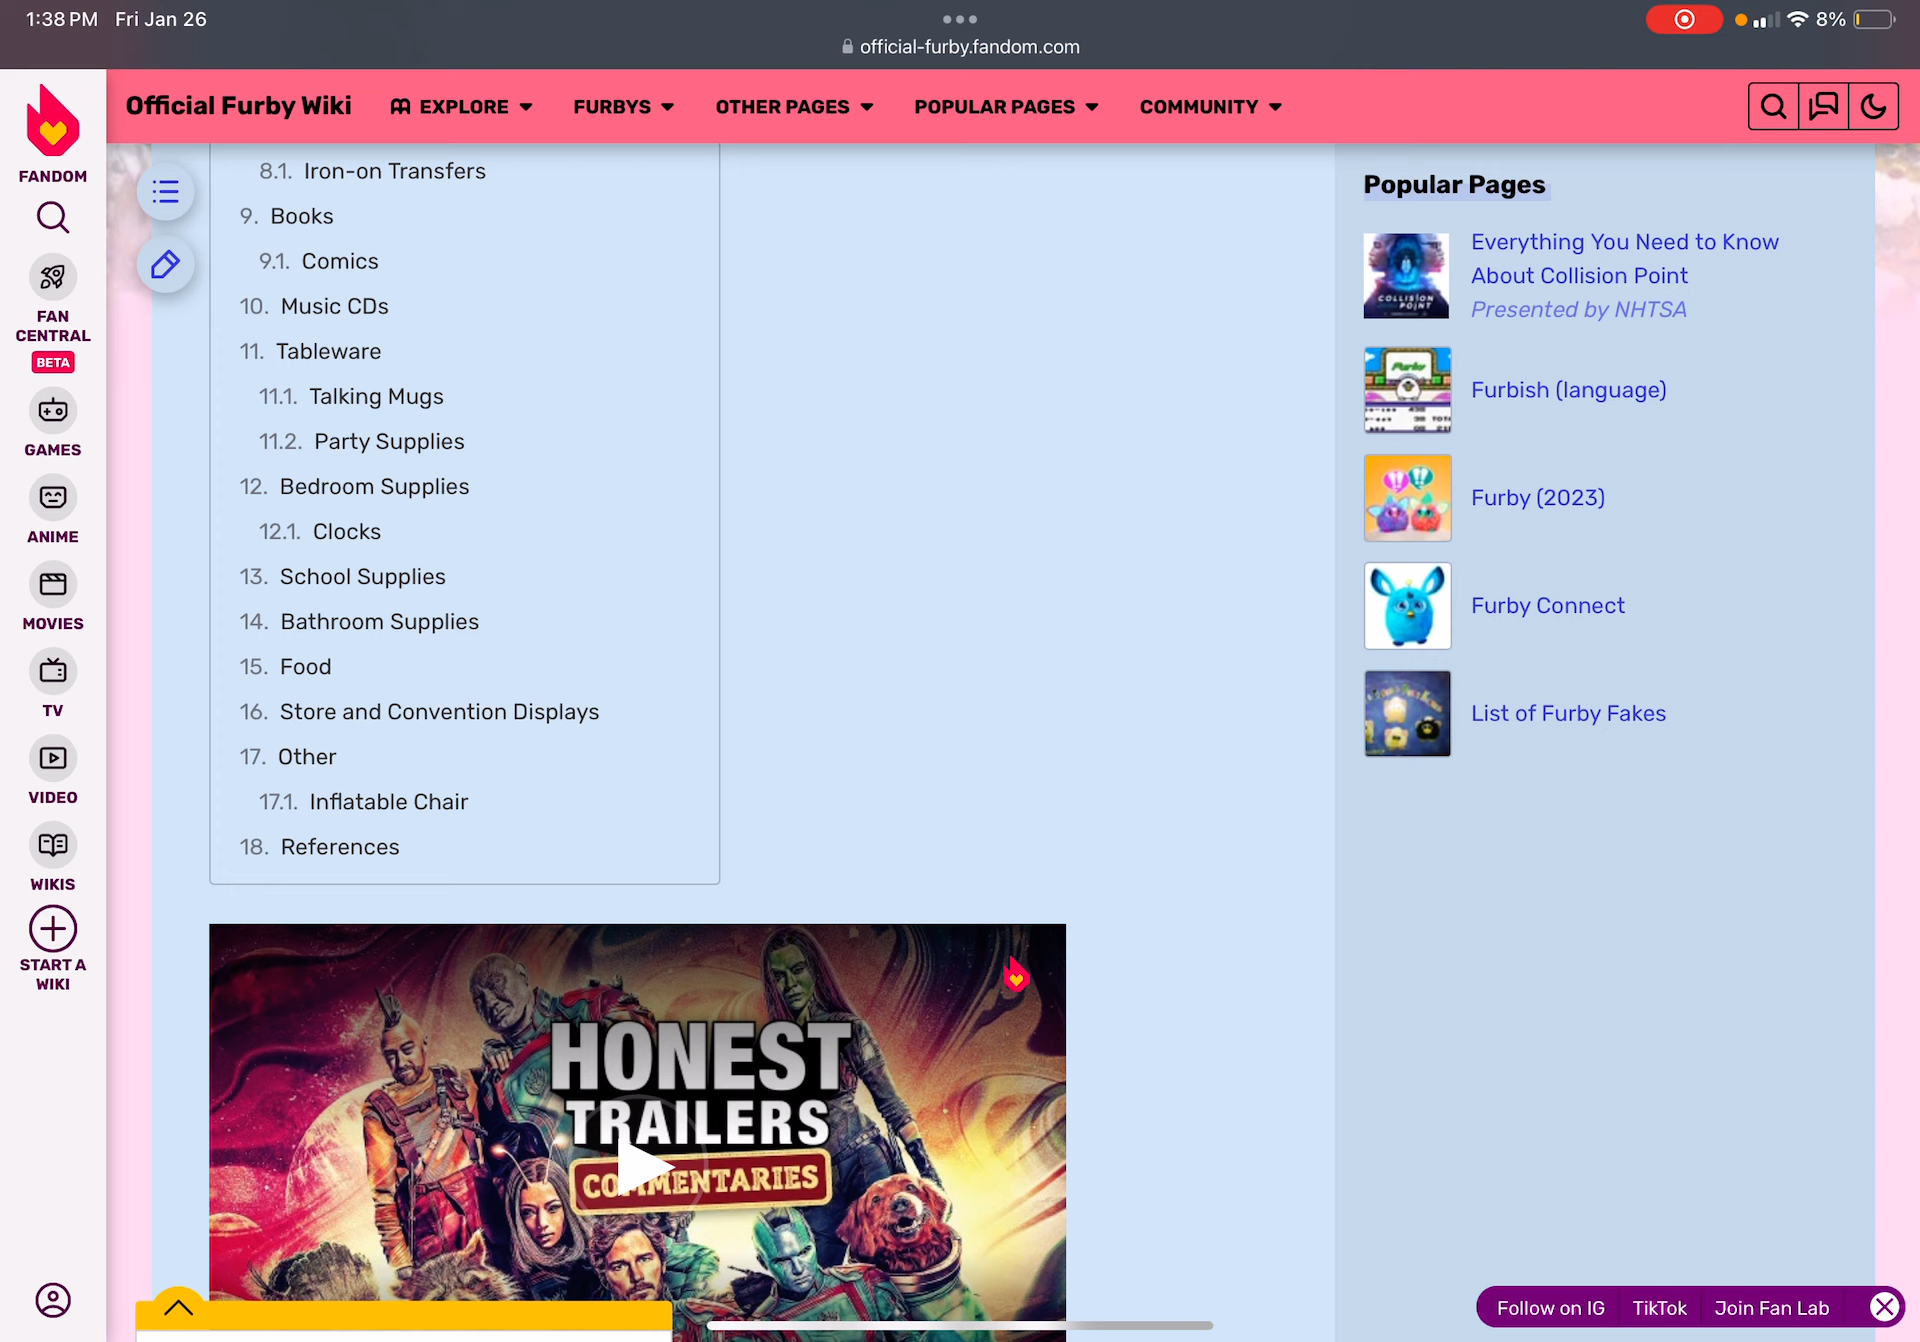 1:38 PM Fri Jan 26
8%
official-furby.fandom.com
Official Furby Wiki
EXPLORE
FURBYS
OTHER PAGES
POPULAR PAGES
COMMUNITY
FANDOM
FAN
CENTRAL
BETA
GAMES
ANIME
MOVIES
TV
VIDEO
WIKIS
START A
WIKI
8.1. Iron-on Transfers
9. Books
9.1. Comics
10. Music CDs
11. Tableware
11.1. Talking Mugs
11.2. Party Supplies
12. Bedroom Supplies
12.1. Clocks
13. School Supplies
14. Bathroom Supplies
15. Food
16. Store and Convention Displays
17. Other
17.1. Inflatable Chair
18. References
HONEST
TRAILERS
COMMENTARIES
Popular Pages
COLLISION
POINT
Everything You Need to Know
About Collision Point
Presented by NHTSA
Furby
Furbish (language)
Furby (2023)
Furby Connect
List of Furby Fakes
Follow on IG
TikTok
Join Fan Lab